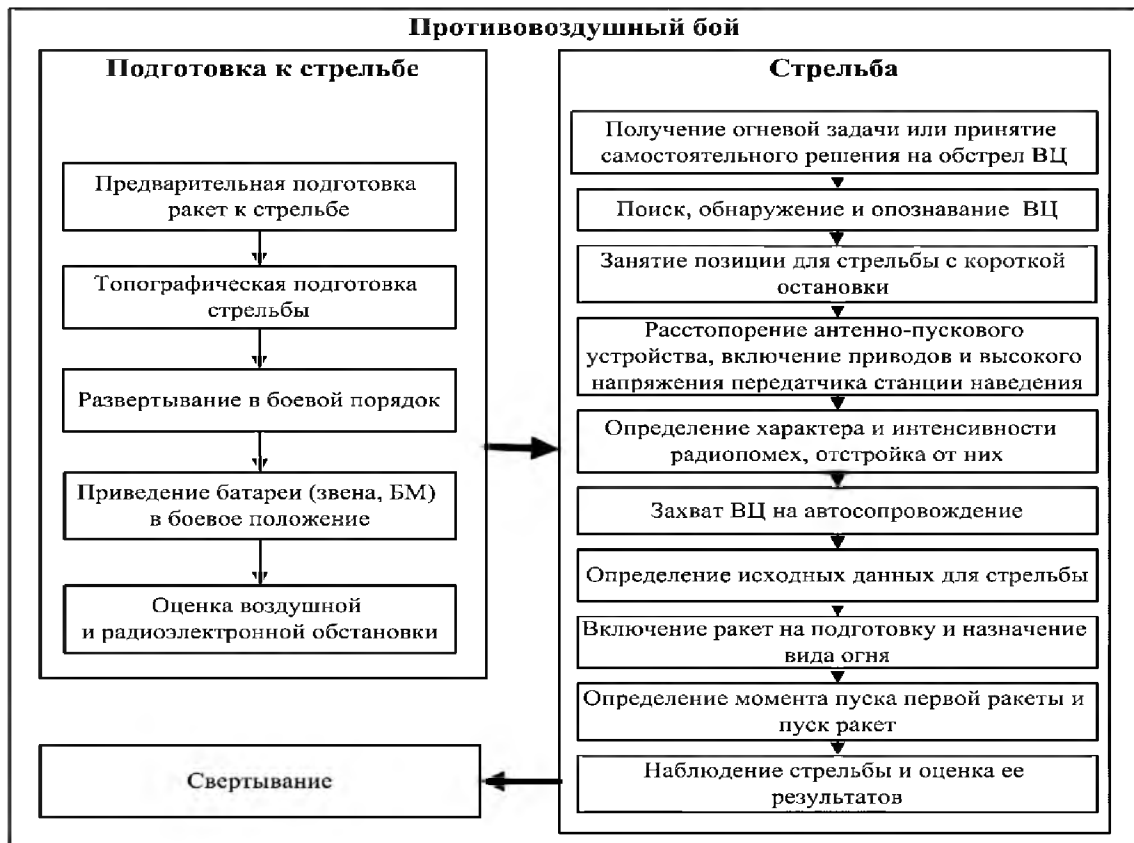 Противовоздушный бой
Подготовка к стрельбе
Предварительная подготовка
ракет к стрельбе
Топографическая подготовка
стрельбы
Развертывание в боевой порядок
Приведение батареи (звена, БМ)
в боевое положение
Оценка воздушной
и радиоэлектронной обстановки
Стрельба
Получение огневой задачи или принятие
самостоятельного решения на обстрел ВЦ
Поиск, обнаружение и опознавание ВЦ
Занятие позиции для стрельбы с короткой
остановки
Расстопорение антенно-пускового
устройства, включение приводов и высокого
напряжения передатчика станции наведения
Определение характера и интенсивности
радиопомех, отстройка от них
Захват ВЦ на автосопровождение
Определение исходных данных для стрельбы
Включение ракет на подготовку и назначение
вида огня
Определение момента пуска первой ракеты и
пуск ракет
Наблюдение стрельбы и оценка ее
результатов
Свертывание